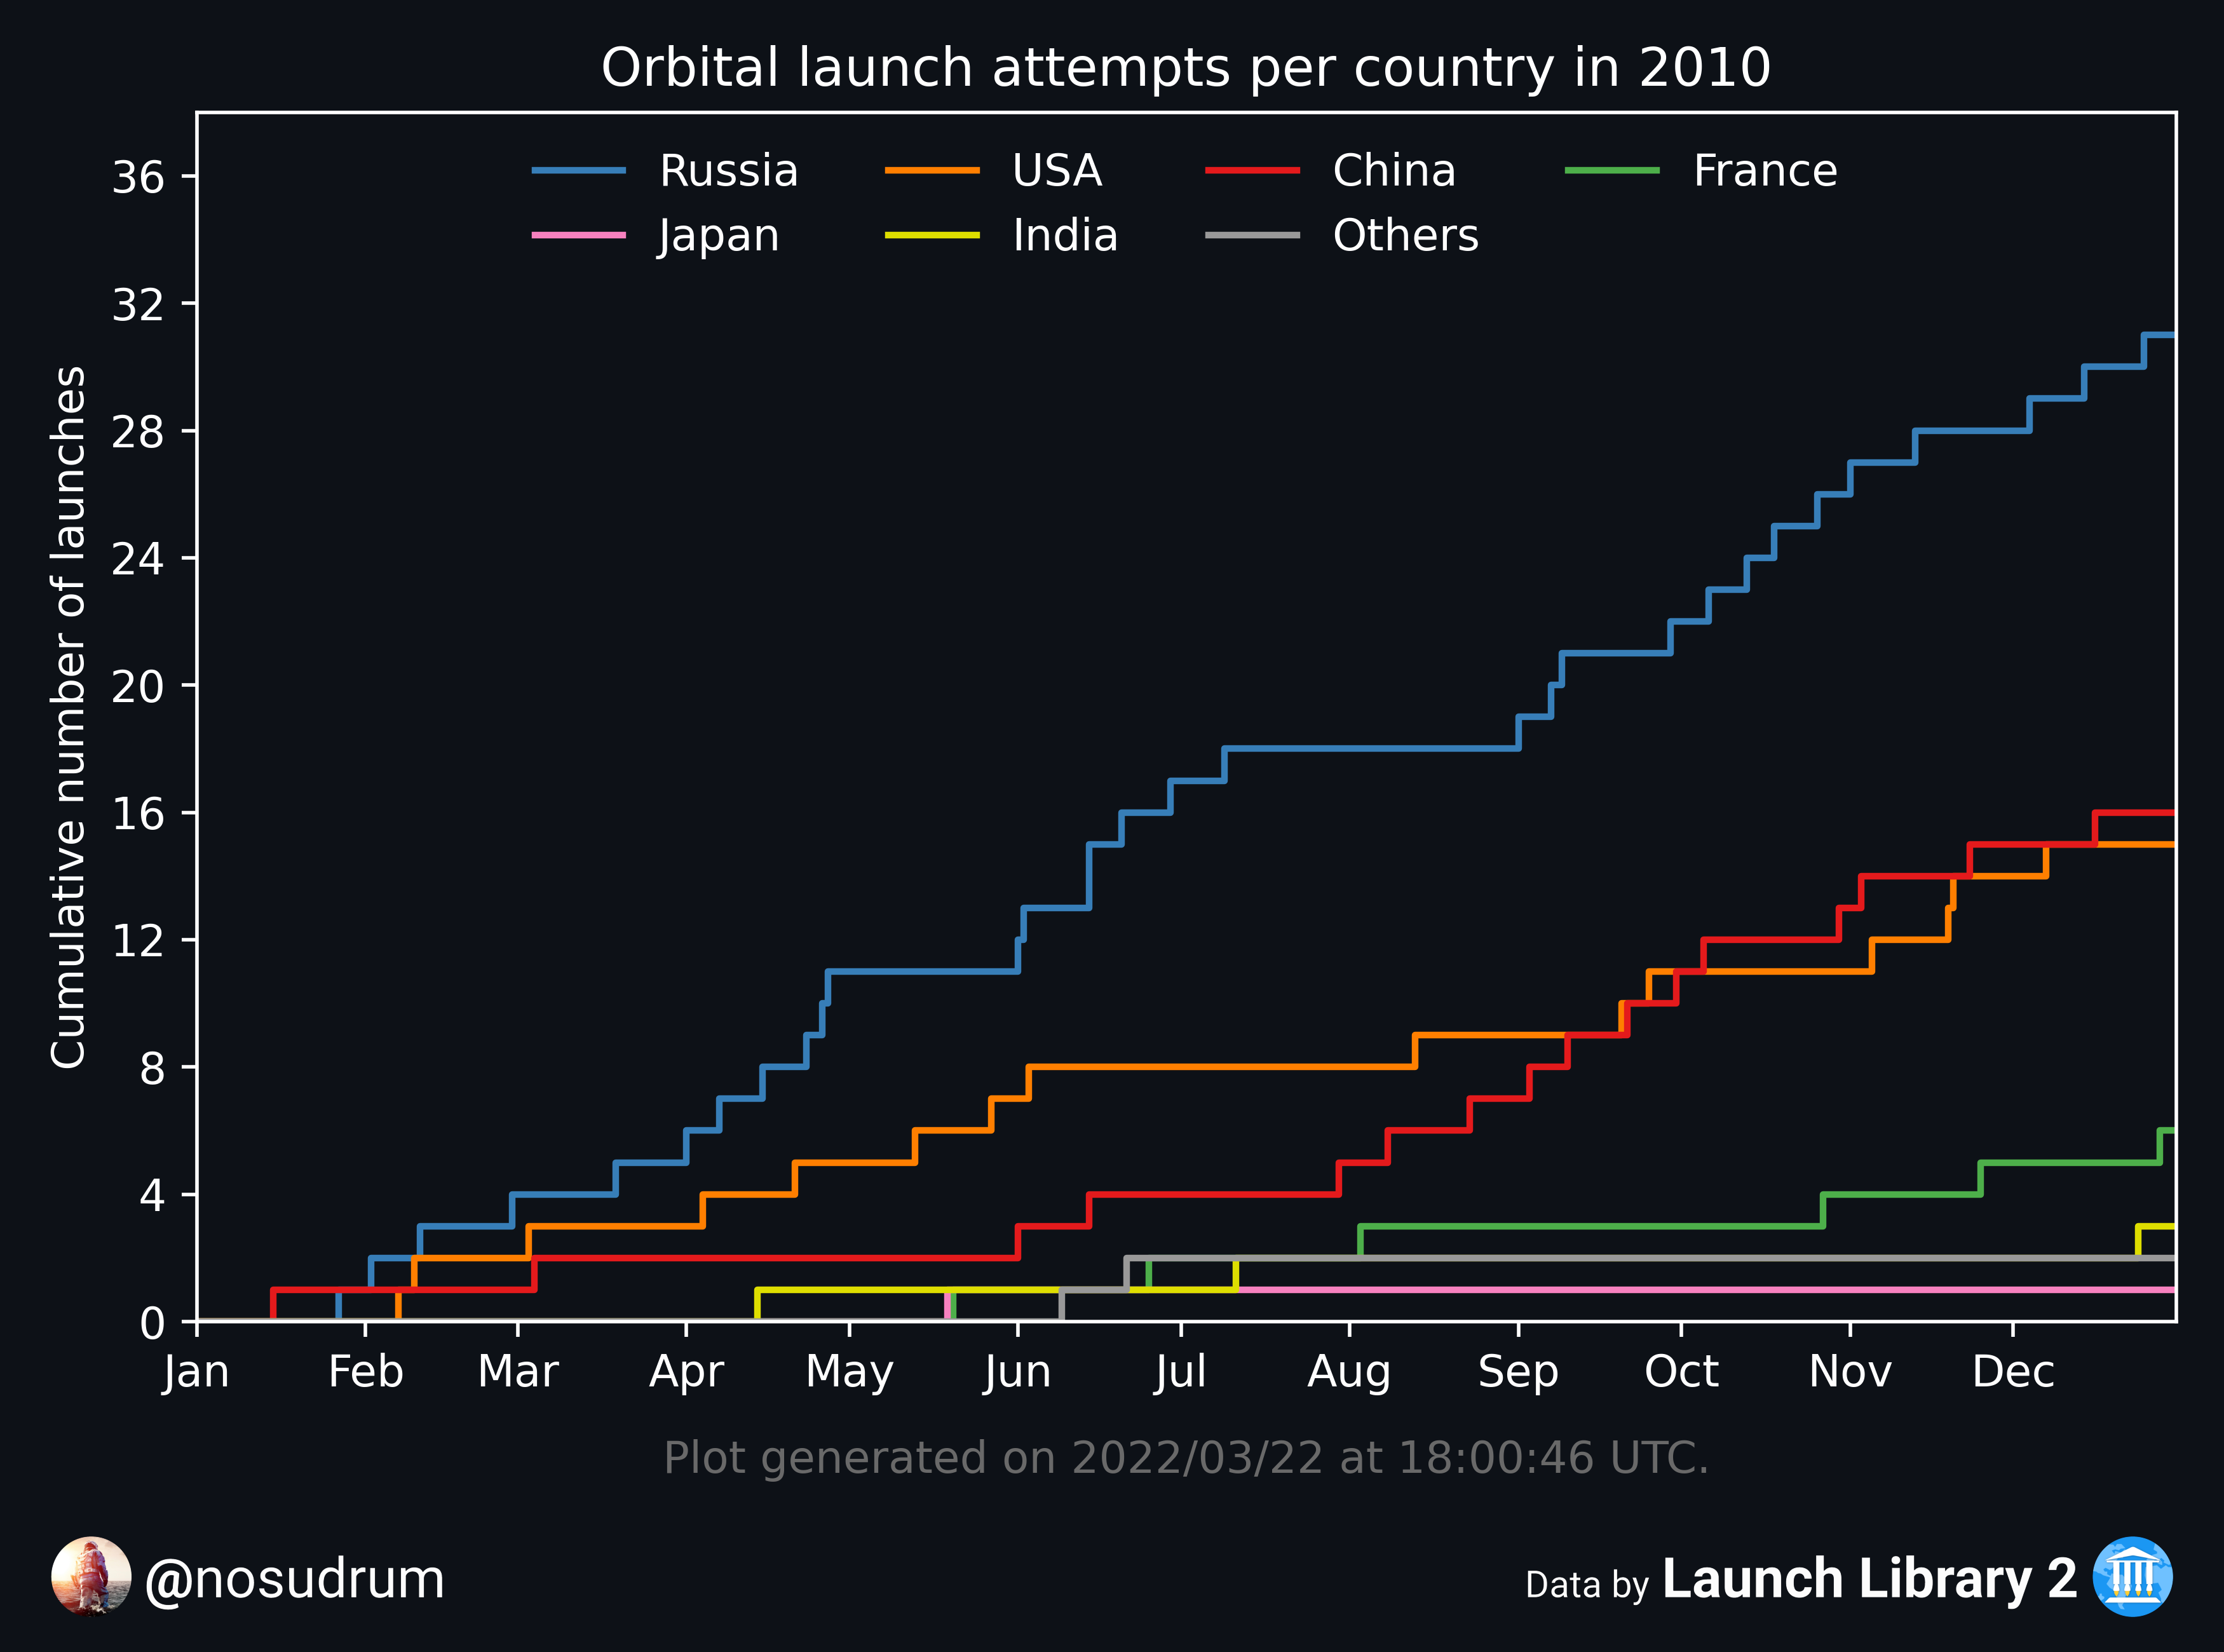 Orbital launch attempts per country in 2010
Russia USA China France
Japan India Others
Cumulative number of launches
36
32
28
24
20
16
12
8
4
0
Jan Feb Mar Apr May Jun Jul Aug Sep Oct Nov Dec
Plot generated on 2022/03/22 at 18:00:46 UTC.
@nosudrum
Data by Launch Library 2